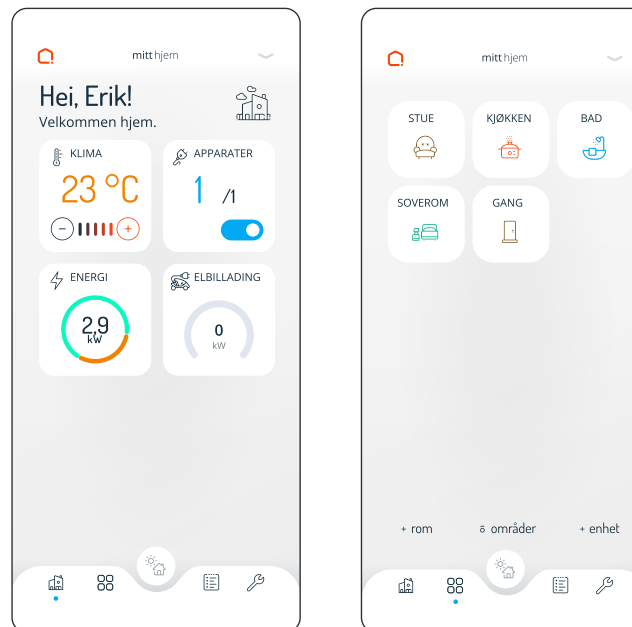 mitt hjem
Hei, Erik!
Velkommen hjem.
KLIMA
23 °C
APPARATER
1 /1
ENERGI
2,9
kW
ELBILLADING
0
kW
mitt hjem
STUE
KJØKKEN
BAD
SOVEROM
GANG
+ rom
områder
+ enhet